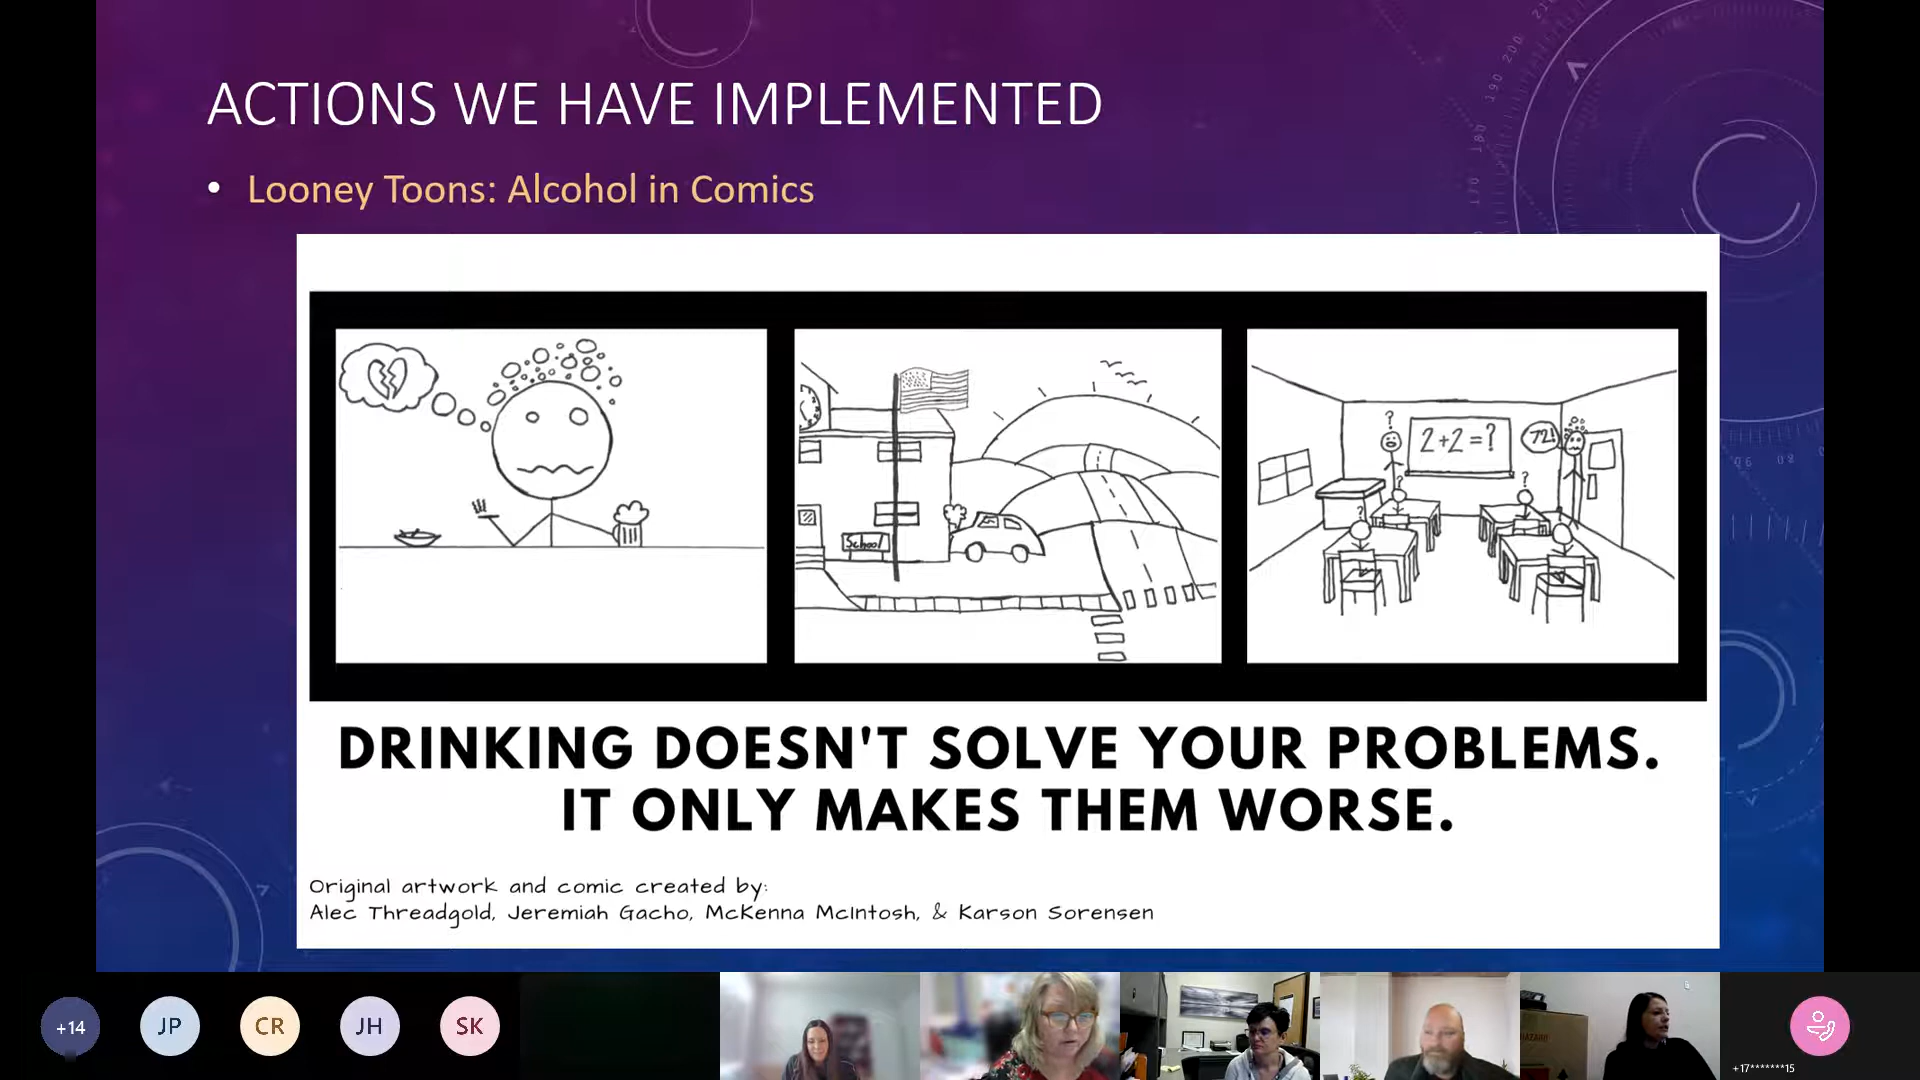 ACTIONS WE HAVE IMPLEMENTED
• Looney Toons: Alcohol in Comics
School
2+2=?
72!
?
?
?
?
DRINKING DOESN'T SOLVE YOUR PROBLEMS.
IT ONLY MAKES THEM WORSE.
Original artwork and comic created by:
Alec Threadgold, Jeremiah Gacho, McKenna McIntosh, & Karson Sorensen
+14
JP
CR
JH
SK
+17*******15